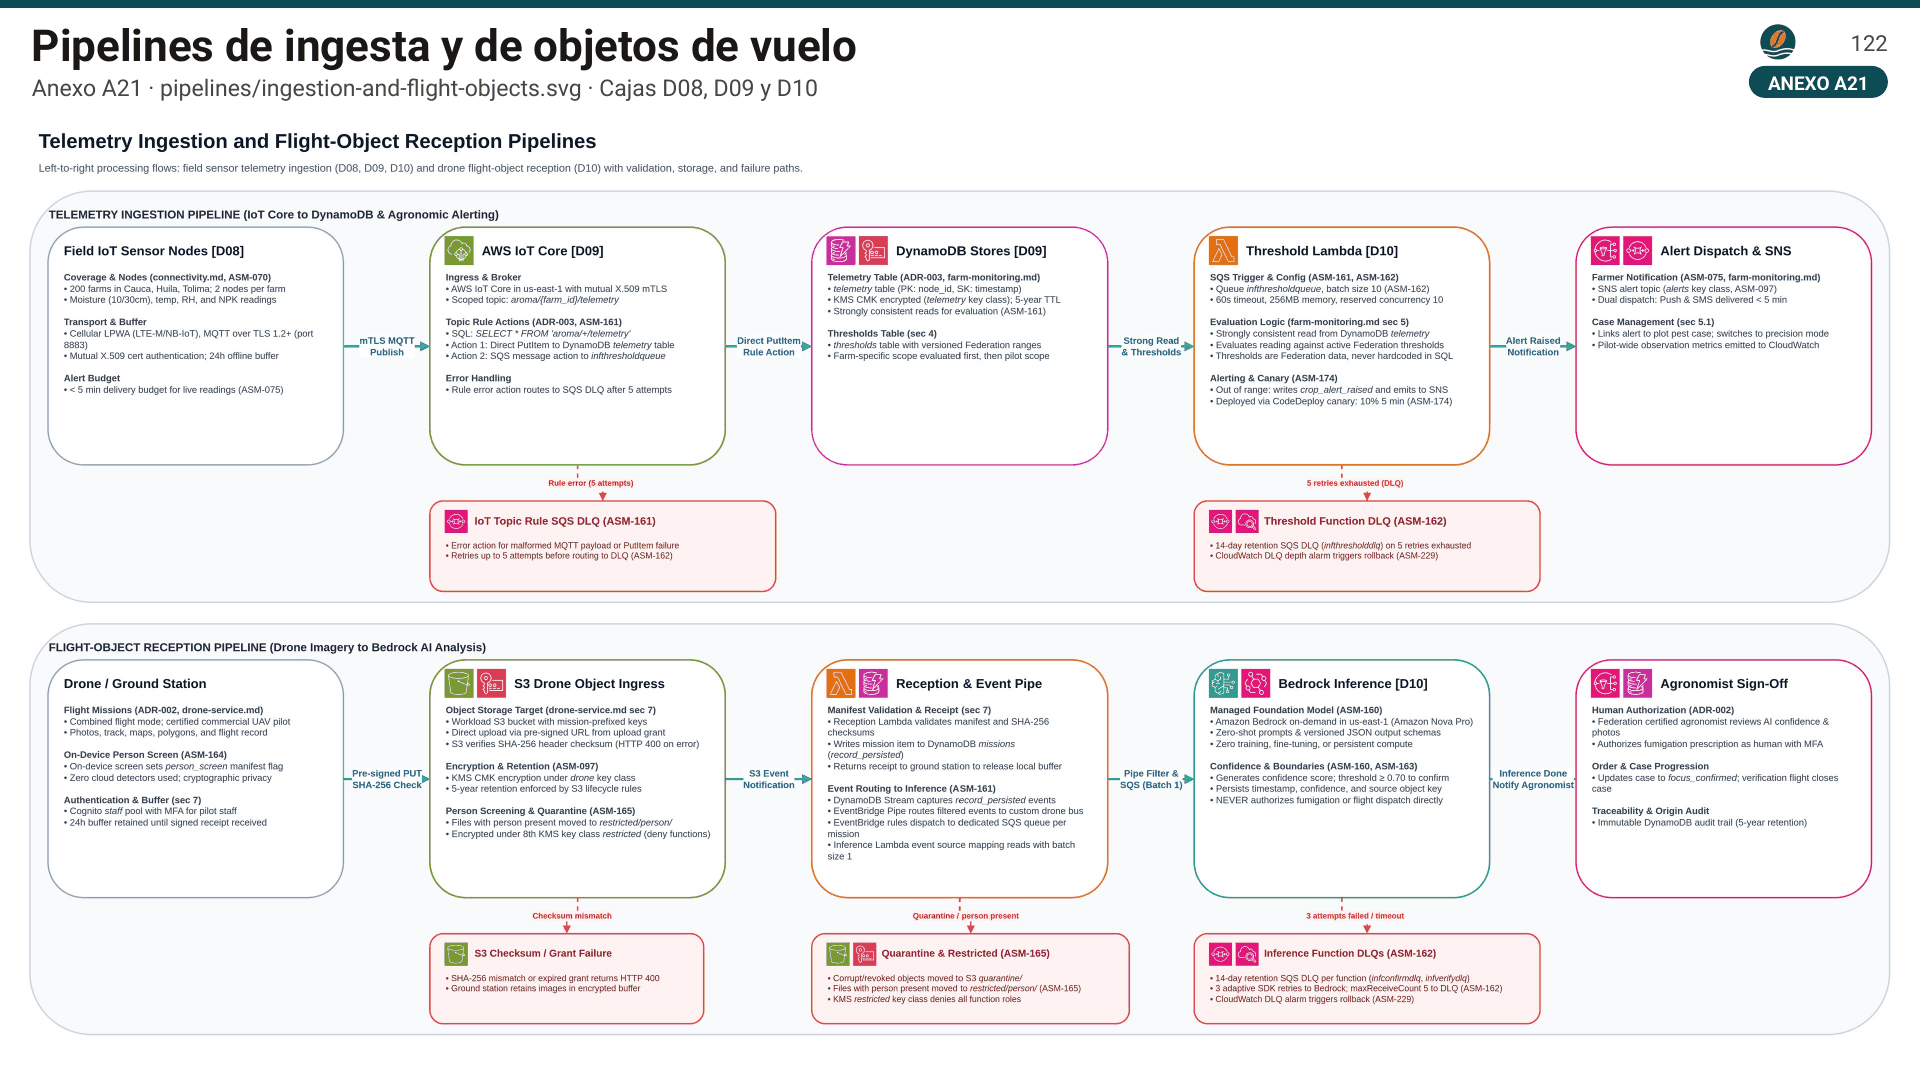 Pipelines de ingesta y de objetos de vuelo
Anexo A21 · pipelines/ingestion-and-flight-objects.svg · Cajas D08, D09 y D10
122
ANEXO A21
Telemetry Ingestion and Flight-Object Reception Pipelines
Left-to-right processing flows: field sensor telemetry ingestion (D08, D09, D10) and drone flight-object reception (D10) with validation, storage, and failure paths.
TELEMETRY INGESTION PIPELINE (IoT Core to DynamoDB & Agronomic Alerting)
Field IoT Sensor Nodes [D08]
Coverage & Nodes (connectivity.md, ASM-070)
• 200 farms in Cauca, Huila, Tolima; 2 nodes per farm
• Moisture (10/30cm), temp, RH, and NPK readings
Transport & Buffer
• Cellular LPWA (LTE-M/NB-IoT), MQTT over TLS 1.2+ (port
8883)
• Mutual X.509 cert authentication; 24h offline buffer
Alert Budget
• < 5 min delivery budget for live readings (ASM-075)
mTLS MQTT
Publish
AWS IoT Core [D09]
Ingress & Broker
• AWS IoT Core in us-east-1 with mutual X.509 mTLS
• Scoped topic: aroma/{farm_id}/telemetry
Topic Rule Actions (ADR-003, ASM-161)
• SQL: SELECT * FROM 'aroma/+/telemetry'
• Action 1: Direct PutItem to DynamoDB telemetry table
• Action 2: SQS message action to infthresholdqueue
Error Handling
• Rule error action routes to SQS DLQ after 5 attempts
Direct PutItem
Rule Action
DynamoDB Stores [D09]
Telemetry Table (ADR-003, farm-monitoring.md)
• telemetry table (PK: node_id, SK: timestamp)
• KMS CMK encrypted (telemetry key class); 5-year TTL
• Strongly consistent reads for evaluation (ASM-161)
Thresholds Table (sec 4)
• thresholds table with versioned Federation ranges
• Farm-specific scope evaluated first, then pilot scope
Strong Read
& Thresholds
Threshold Lambda [D10]
SQS Trigger & Config (ASM-161, ASM-162)
• Queue infthresholdqueue, batch size 10 (ASM-162)
• 60s timeout, 256MB memory, reserved concurrency 10
Evaluation Logic (farm-monitoring.md sec 5)
• Strongly consistent read from DynamoDB telemetry
• Evaluates reading against active Federation thresholds
• Thresholds are Federation data, never hardcoded in SQL
Alerting & Canary (ASM-174)
• Out of range: writes crop_alert_raised and emits to SNS
• Deployed via CodeDeploy canary: 10% 5 min (ASM-174)
Alert Raised
Notification
Alert Dispatch & SNS
Farmer Notification (ASM-075, farm-monitoring.md)
• SNS alert topic (alerts key class, ASM-097)
• Dual dispatch: Push & SMS delivered < 5 min
Case Management (sec 5.1)
• Links alert to plot pest case; switches to precision mode
• Pilot-wide observation metrics emitted to CloudWatch
Rule error (5 attempts)
IoT Topic Rule SQS DLQ (ASM-161)
• Error action for malformed MQTT payload or PutItem failure
• Retries up to 5 attempts before routing to DLQ (ASM-162)
5 retries exhausted (DLQ)
Threshold Function DLQ (ASM-162)
• 14-day retention SQS DLQ (infthresholddlq) on 5 retries exhausted
• CloudWatch DLQ depth alarm triggers rollback (ASM-229)
FLIGHT-OBJECT RECEPTION PIPELINE (Drone Imagery to Bedrock AI Analysis)
Drone / Ground Station
Flight Missions (ADR-002, drone-service.md)
• Combined flight mode; certified commercial UAV pilot
• Photos, track, maps, polygons, and flight record
On-Device Person Screen (ASM-164)
• On-device screen sets person_screen manifest flag
• Zero cloud detectors used; cryptographic privacy
Authentication & Buffer (sec 7)
• Cognito staff pool with MFA for pilot staff
• 24h buffer retained until signed receipt received
Pre-signed PUT
SHA-256 Check
S3 Drone Object Ingress
Object Storage Target (drone-service.md sec 7)
• Workload S3 bucket with mission-prefixed keys
• Direct upload via pre-signed URL from upload grant
• S3 verifies SHA-256 header checksum (HTTP 400 on error)
Encryption & Retention (ASM-097)
• KMS CMK encryption under drone key class
• 5-year retention enforced by S3 lifecycle rules
Person Screening & Quarantine (ASM-165)
• Files with person present moved to restricted/person/
• Encrypted under 8th KMS key class restricted (deny functions)
S3 Event
Notification
Reception & Event Pipe
Manifest Validation & Receipt (sec 7)
• Reception Lambda validates manifest and SHA-256
checksums
• Writes mission item to DynamoDB missions
(record_persisted)
• Returns receipt to ground station to release local buffer
Event Routing to Inference (ASM-161)
• DynamoDB Stream captures record_persisted events
• EventBridge Pipe routes filtered events to custom drone bus
• EventBridge rules dispatch to dedicated SQS queue per
mission
• Inference Lambda event source mapping reads with batch
size 1
Pipe Filter &
SQS (Batch 1)
Bedrock Inference [D10]
Managed Foundation Model (ASM-160)
• Amazon Bedrock on-demand in us-east-1 (Amazon Nova Pro)
• Zero-shot prompts & versioned JSON output schemas
• Zero training, fine-tuning, or persistent compute
Confidence & Boundaries (ASM-160, ASM-163)
• Generates confidence score; threshold ≥ 0.70 to confirm
• Persists timestamp, confidence, and source object key
• NEVER authorizes fumigation or flight dispatch directly
Inference Done
Notify Agronomist
Agronomist Sign-Off
Human Authorization (ADR-002)
• Federation certified agronomist reviews AI confidence &
photos
• Authorizes fumigation prescription as human with MFA
Order & Case Progression
• Updates case to focus_confirmed; verification flight closes
case
Traceability & Origin Audit
• Immutable DynamoDB audit trail (5-year retention)
Checksum mismatch
S3 Checksum / Grant Failure
• SHA-256 mismatch or expired grant returns HTTP 400
• Ground station retains images in encrypted buffer
Quarantine / person present
Quarantine & Restricted (ASM-165)
• Corrupt/revoked objects moved to S3 quarantine/
• Files with person present moved to restricted/person/ (ASM-165)
• KMS restricted key class denies all function roles
3 attempts failed / timeout
Inference Function DLQs (ASM-162)
• 14-day retention SQS DLQ per function (infconfirmdlq, infverifydlq)
• 3 adaptive SDK retries to Bedrock; maxReceiveCount 5 to DLQ (ASM-162)
• CloudWatch DLQ alarm triggers rollback (ASM-229)